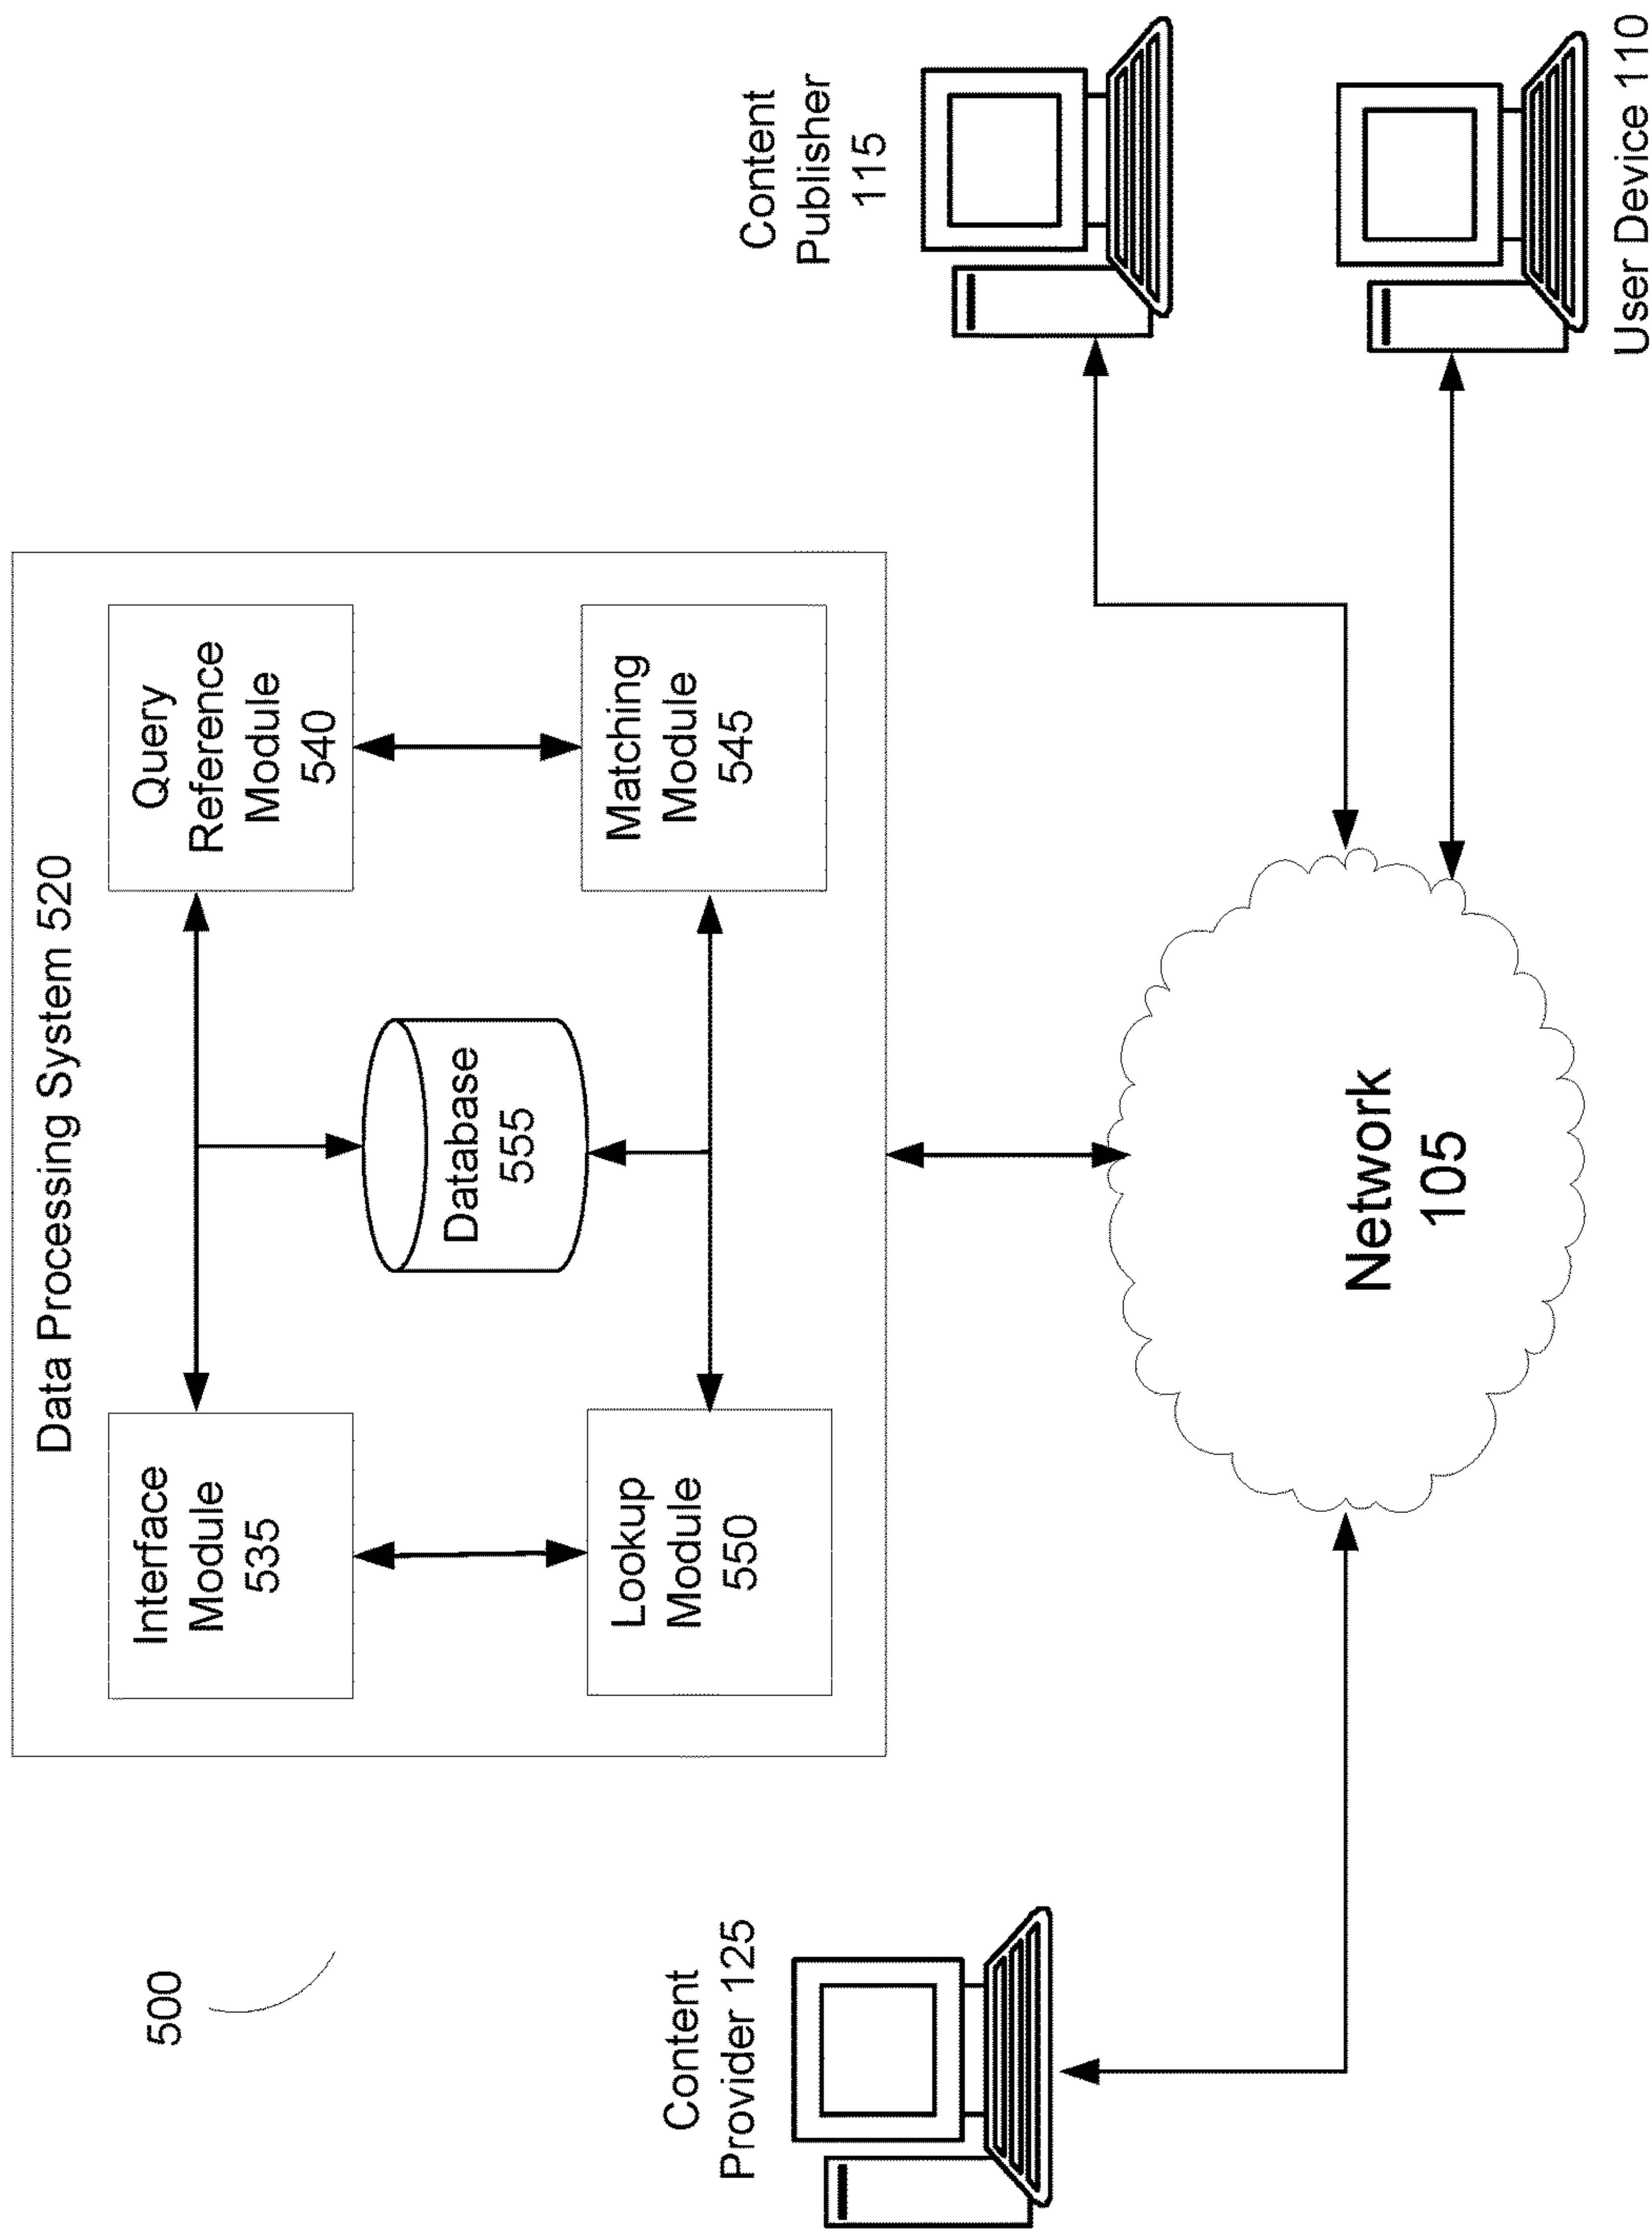 500
Data Processing System 520
Interface
Module
535
Query
Reference
Module
540
Database
555
Lookup
Module
550
Matching
Module
545
Content
Provider 125
Content
Publisher
115
Network
105
User Device 110